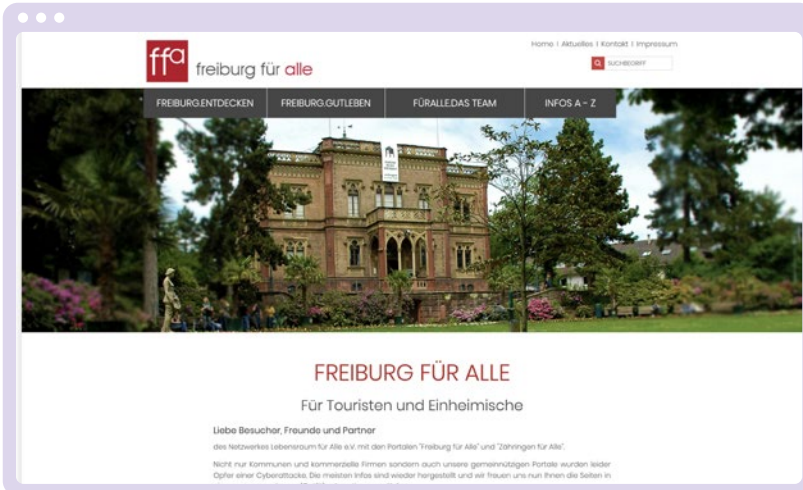 Home | Aktuelles | Kontakt | Impressum
ffa
freiburg für alle
SUCHBEGRIFF
FREIBURG.ENTDECKEN
FREIBURG.GUTLEBEN
FÜRALLE.DAS TEAM
INFOS A - Z
FREIBURG FÜR ALLE
Für Touristen und Einheimische
Liebe Besucher, Freunde und Partner
des Netzwerkes Lebensraum für Alle e.V. mit den Portalen "Freiburg für Alle" und "Zähringen für Alle".
Nicht nur Kommunen und kommerzielle Firmen sondern auch unsere gemeinnützigen Portale wurden leider
Opfer einer Cyberattacke. Die meisten Infos sind wieder hergestellt und wir freuen uns nun Ihnen die Seiten in